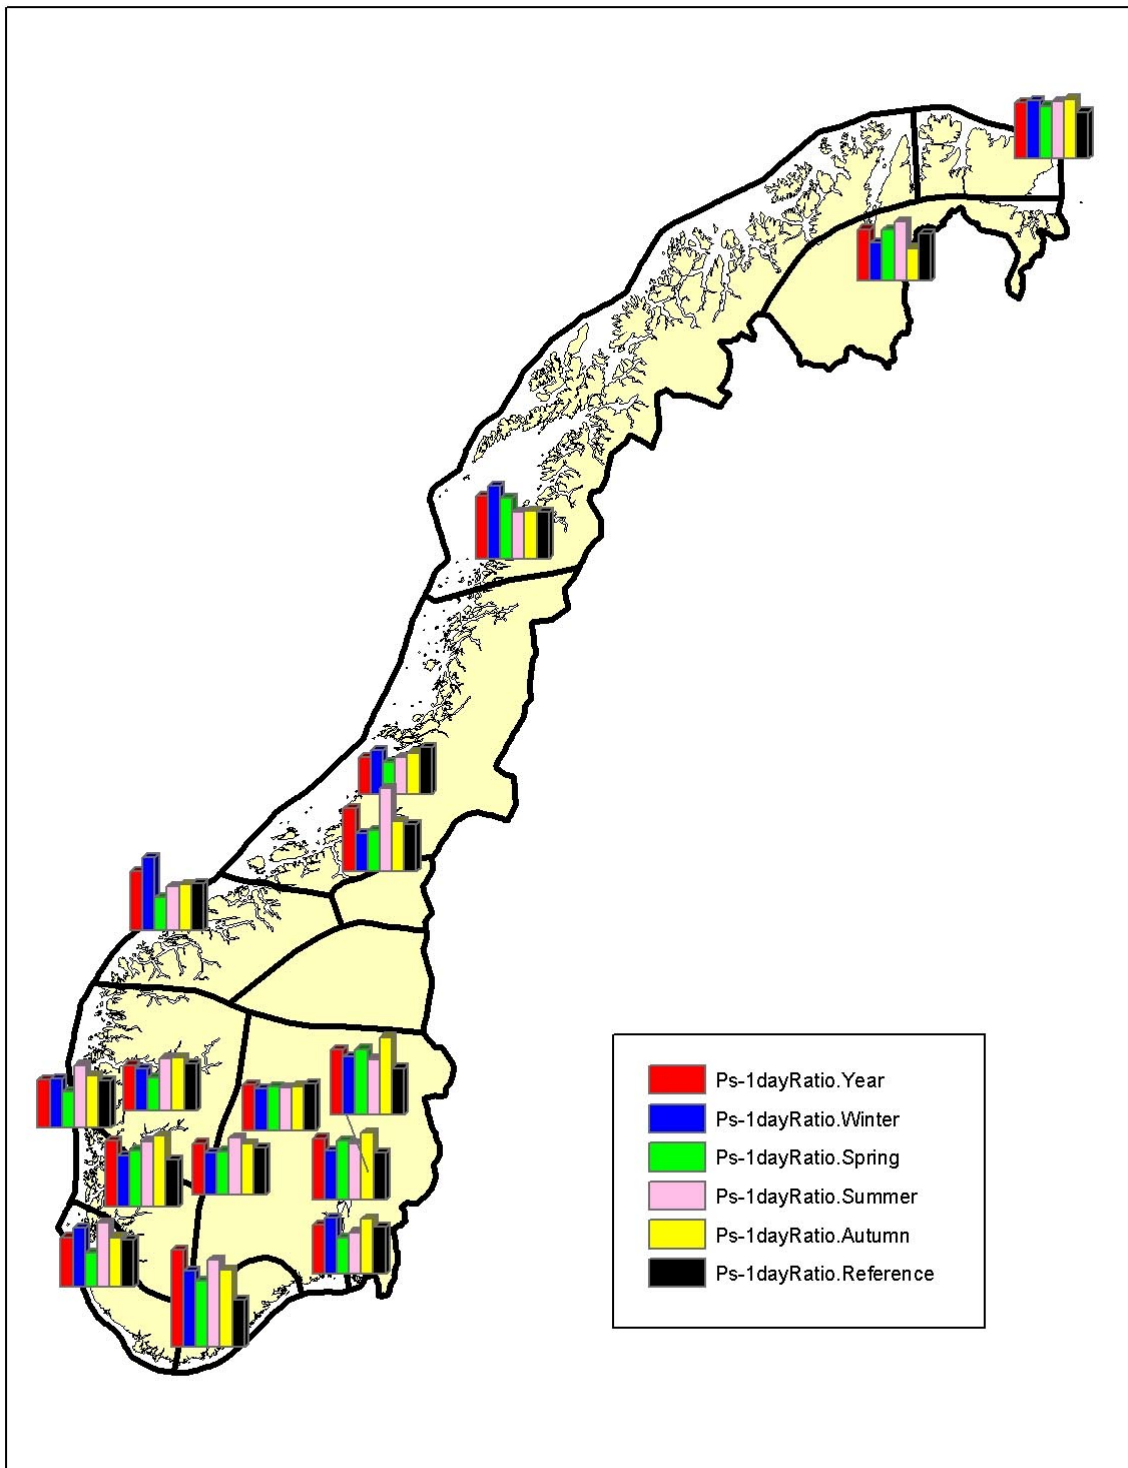 Ps-1dayRatio.Year
Ps-1dayRatio.Winter
Ps-1dayRatio.Spring
Ps-1dayRatio.Summer
Ps-1dayRatio.Autumn
Ps-1dayRatio.Reference